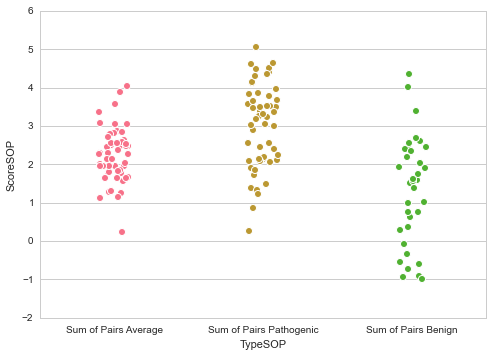 6
5
4
3
2
1
0
−1
−2
ScoreSOP
Sum of Pairs Average
Sum of Pairs Pathogenic
Sum of Pairs Benign
TypeSOP